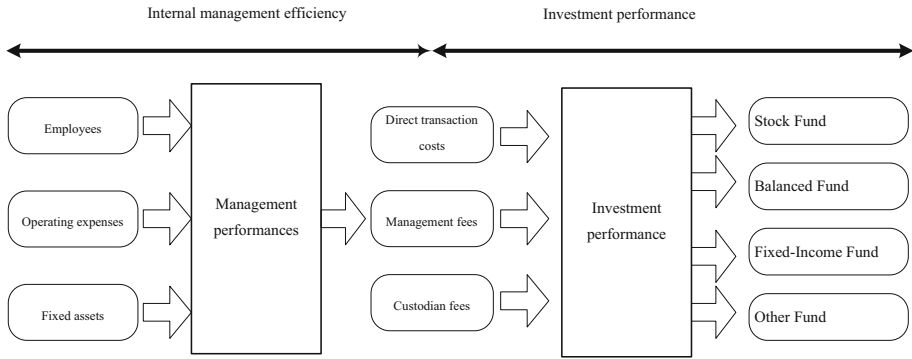 Internal management efficiency
Investment performance
Employees
Operating expenses
Fixed assets
Management
performances
Direct transaction
costs
Management fees
Custodian fees
Investment
performance
Stock Fund
Balanced Fund
Fixed-Income Fund
Other Fund